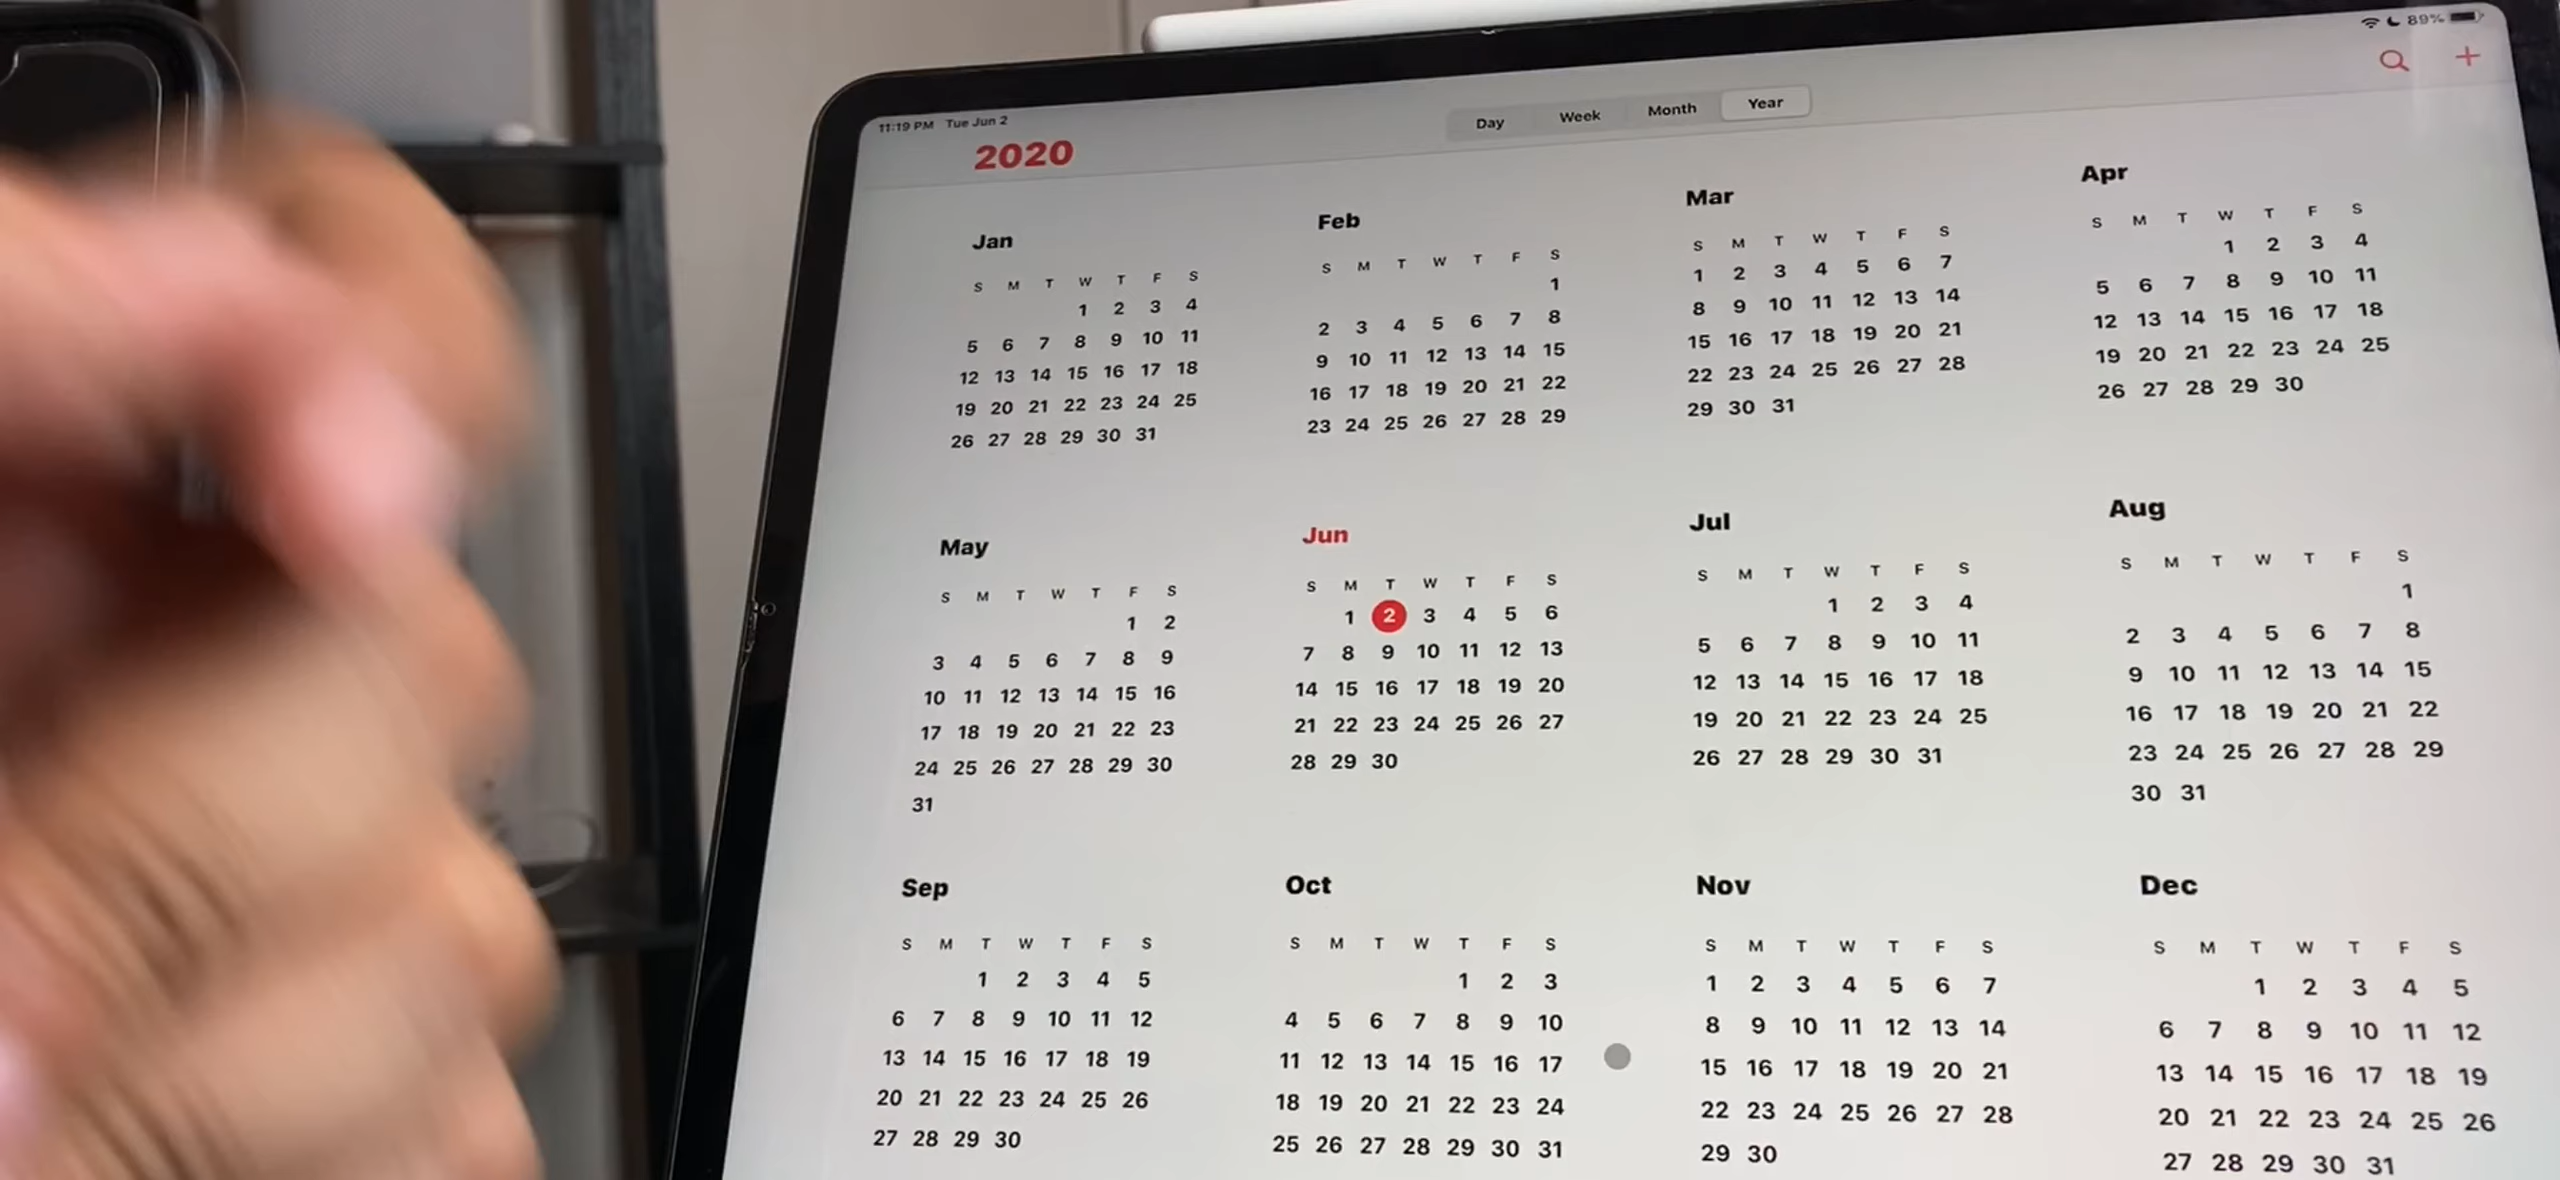 11:19 PM Tue Jun 2
89%
Day Week Month Year
2020
Jan
S M T W T F S
1 2 3 4
5 6 7 8 9 10 11
12 13 14 15 16 17 18
19 20 21 22 23 24 25
26 27 28 29 30 31
Feb
S M T W T F S
1
2 3 4 5 6 7 8
9 10 11 12 13 14 15
16 17 18 19 20 21 22
23 24 25 26 27 28 29
Mar
S M T W T F S
1 2 3 4 5 6 7
8 9 10 11 12 13 14
15 16 17 18 19 20 21
22 23 24 25 26 27 28
29 30 31
Apr
S M T W T F S
1 2 3 4
5 6 7 8 9 10 11
12 13 14 15 16 17 18
19 20 21 22 23 24 25
26 27 28 29 30
May
S M T W T F S
1 2
3 4 5 6 7 8 9
10 11 12 13 14 15 16
17 18 19 20 21 22 23
24 25 26 27 28 29 30
31
Jun
S M T W T F S
1 2 3 4 5 6
7 8 9 10 11 12 13
14 15 16 17 18 19 20
21 22 23 24 25 26 27
28 29 30
Jul
S M T W T F S
1 2 3 4
5 6 7 8 9 10 11
12 13 14 15 16 17 18
19 20 21 22 23 24 25
26 27 28 29 30 31
Aug
S M T W T F S
1
2 3 4 5 6 7 8
9 10 11 12 13 14 15
16 17 18 19 20 21 22
23 24 25 26 27 28 29
30 31
Sep
S M T W T F S
1 2 3 4 5
6 7 8 9 10 11 12
13 14 15 16 17 18 19
20 21 22 23 24 25 26
27 28 29 30
Oct
S M T W T F S
1 2 3
4 5 6 7 8 9 10
11 12 13 14 15 16 17
18 19 20 21 22 23 24
25 26 27 28 29 30 31
Nov
S M T W T F S
1 2 3 4 5 6 7
8 9 10 11 12 13 14
15 16 17 18 19 20 21
22 23 24 25 26 27 28
29 30
Dec
S M T W T F S
1 2 3 4 5
6 7 8 9 10 11 12
13 14 15 16 17 18 19
20 21 22 23 24 25 26
27 28 29 30 31